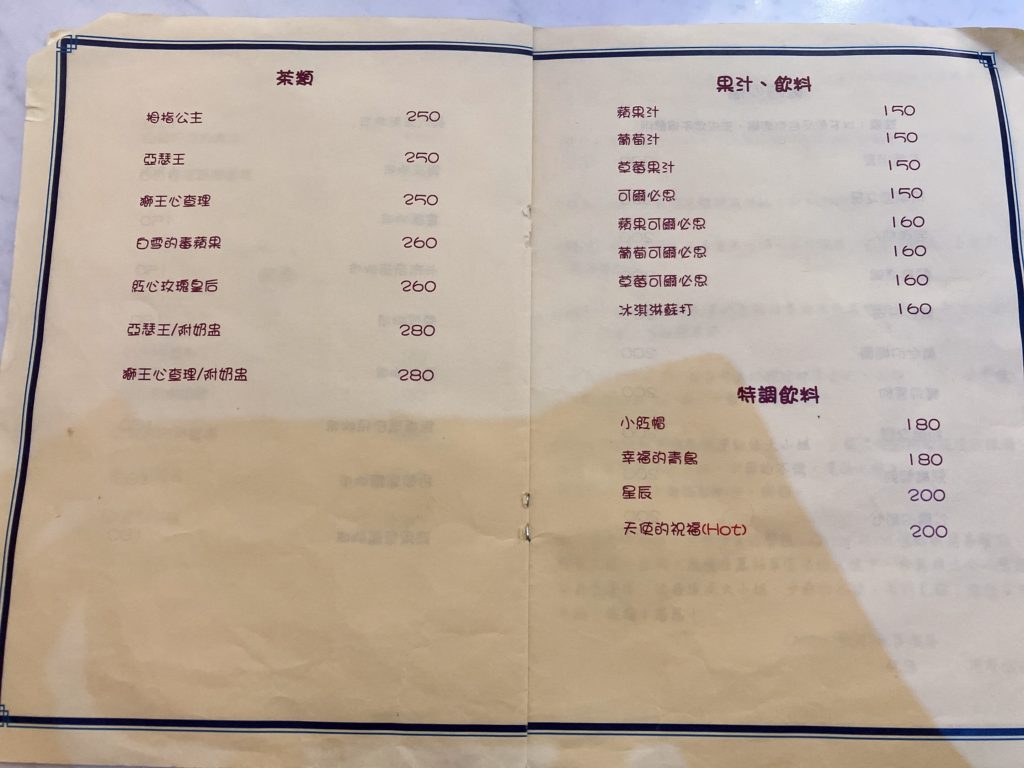 茶類
拇指公主 250
亞瑟王 250
獅王心查理 250
白雪的毒蘋果 260
紅心玫瑰皇后 260
亞瑟王/附奶盅 280
獅王心查理/附奶盅 280
果汁、飲料
蘋果汁 150
葡萄汁 150
草莓果汁 150
可爾必思 150
蘋果可爾必思 160
葡萄可爾必思 160
草莓可爾必思 160
冰淇淋蘇打 160
特調飲料
小紅帽 180
幸福的青鳥 180
星辰 200
天使的祝福(Hot) 200